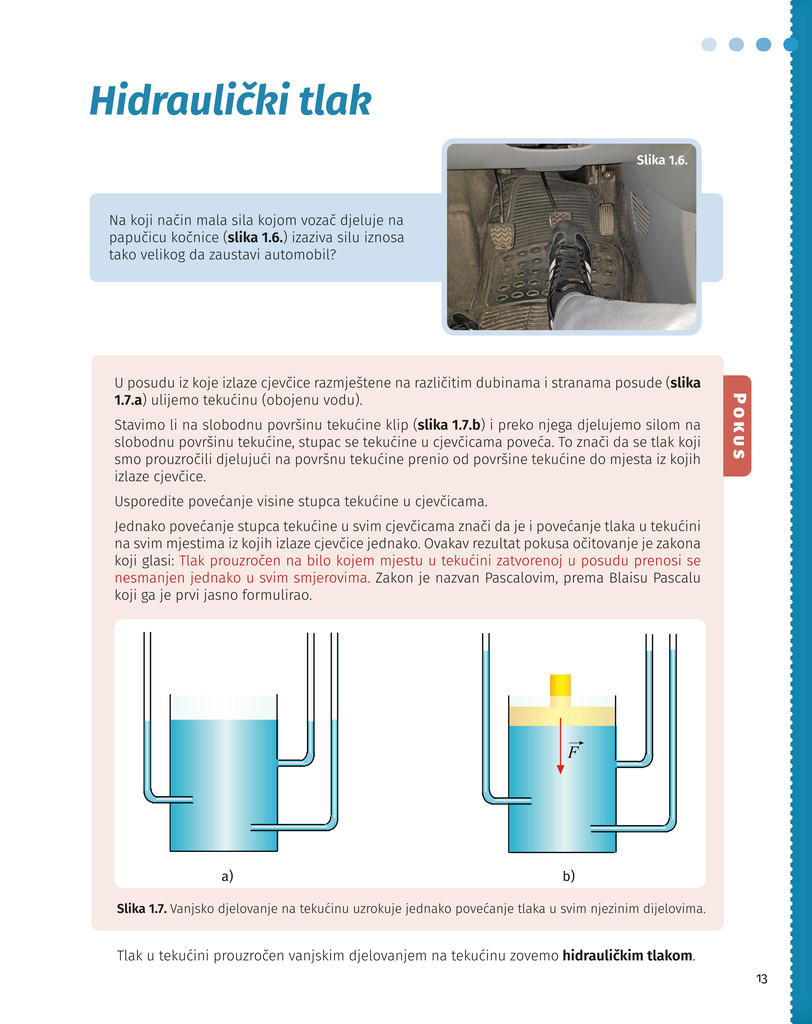 Hidraulički tlak
Slika 1.6.
Na koji način mala sila kojom vozač djeluje na
papučicu kočnice (slika 1.6.) izaziva silu iznosa
tako velikog da zaustavi automobil?
POKUS
U posudu iz koje izlaze cjevčice razmještene na različitim dubinama i stranama posude (slika
1.7.a) ulijemo tekućinu (obojenu vodu).
Stavimo li na slobodnu površinu tekućine klip (slika 1.7.b) i preko njega djelujemo silom na
slobodnu površinu tekućine, stupac se tekućine u cjevčicama poveća. To znači da se tlak koji
smo prouzročili djelujući na površnu tekućine prenio od površine tekućine do mjesta iz kojih
izlaze cjevčice.
Usporedite povećanje visine stupca tekućine u cjevčicama.
Jednako povećanje stupca tekućine u svim cjevčicama znači da je i povećanje tlaka u tekućini
na svim mjestima iz kojih izlaze cjevčice jednako. Ovakav rezultat pokusa očitovanje je zakona
koji glasi: Tlak prouzročen na bilo kojem mjestu u tekućini zatvorenoj u posudu prenosi se
nesmanjen jednako u svim smjerovima. Zakon je nazvan Pascalovim, prema Blaisu Pascalu
koji ga je prvi jasno formulirao.
F
a)
b)
Slika 1.7. Vanjsko djelovanje na tekućinu uzrokuje jednako povećanje tlaka u svim njezinim dijelovima.
Tlak u tekućini prouzročen vanjskim djelovanjem na tekućinu zovemo hidrauličkim tlakom.
13